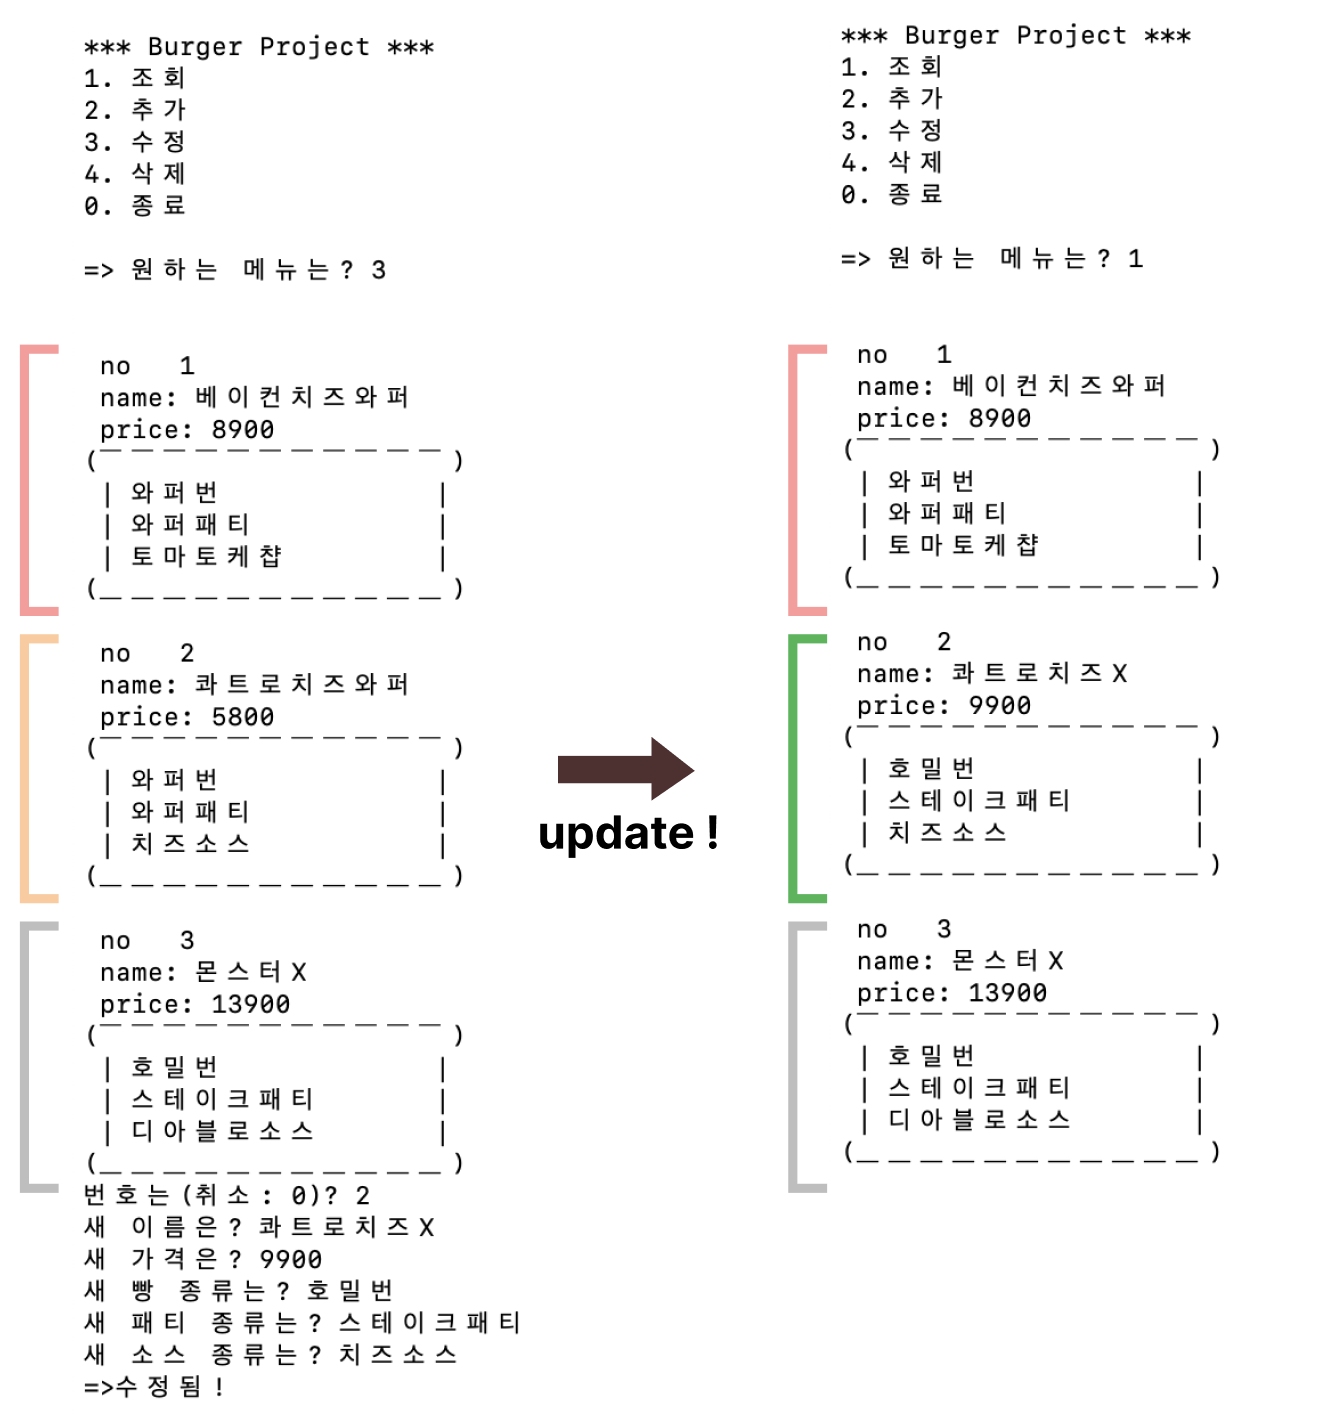 *** Burger Project ***
1. 조회
2. 추가
3. 수정
4. 삭제
0. 종료
=> 원하는 메뉴는? 3
no   1
name: 베이컨치즈와퍼
price: 8900
(‾ ‾ ‾ ‾ ‾ ‾ ‾ ‾ ‾ ‾ ‾ )
| 와퍼번 |
| 와퍼패티 |
| 토마토케챱 |
(_ _ _ _ _ _ _ _ _ _ _ )
no   2
name: 콰트로치즈와퍼
price: 5800
(‾ ‾ ‾ ‾ ‾ ‾ ‾ ‾ ‾ ‾ ‾ )
| 와퍼번 |
| 와퍼패티 |
| 치즈소스 |
(_ _ _ _ _ _ _ _ _ _ _ )
no   3
name: 몬스터X
price: 13900
(‾ ‾ ‾ ‾ ‾ ‾ ‾ ‾ ‾ ‾ ‾ )
| 호밀번 |
| 스테이크패티 |
| 디아블로소스 |
(_ _ _ _ _ _ _ _ _ _ _ )
번호는(취소: 0)? 2
새 이름은? 콰트로치즈X
새 가격은? 9900
새 빵 종류는? 호밀번
새 패티 종류는? 스테이크패티
새 소스 종류는? 치즈소스
=>수정됨!
update !
*** Burger Project ***
1. 조회
2. 추가
3. 수정
4. 삭제
0. 종료
=> 원하는 메뉴는? 1
no   1
name: 베이컨치즈와퍼
price: 8900
(‾ ‾ ‾ ‾ ‾ ‾ ‾ ‾ ‾ ‾ ‾ )
| 와퍼번 |
| 와퍼패티 |
| 토마토케챱 |
(_ _ _ _ _ _ _ _ _ _ _ )
no   2
name: 콰트로치즈X
price: 9900
(‾ ‾ ‾ ‾ ‾ ‾ ‾ ‾ ‾ ‾ ‾ )
| 호밀번 |
| 스테이크패티 |
| 치즈소스 |
(_ _ _ _ _ _ _ _ _ _ _ )
no   3
name: 몬스터X
price: 13900
(‾ ‾ ‾ ‾ ‾ ‾ ‾ ‾ ‾ ‾ ‾ )
| 호밀번 |
| 스테이크패티 |
| 디아블로소스 |
(_ _ _ _ _ _ _ _ _ _ _ )